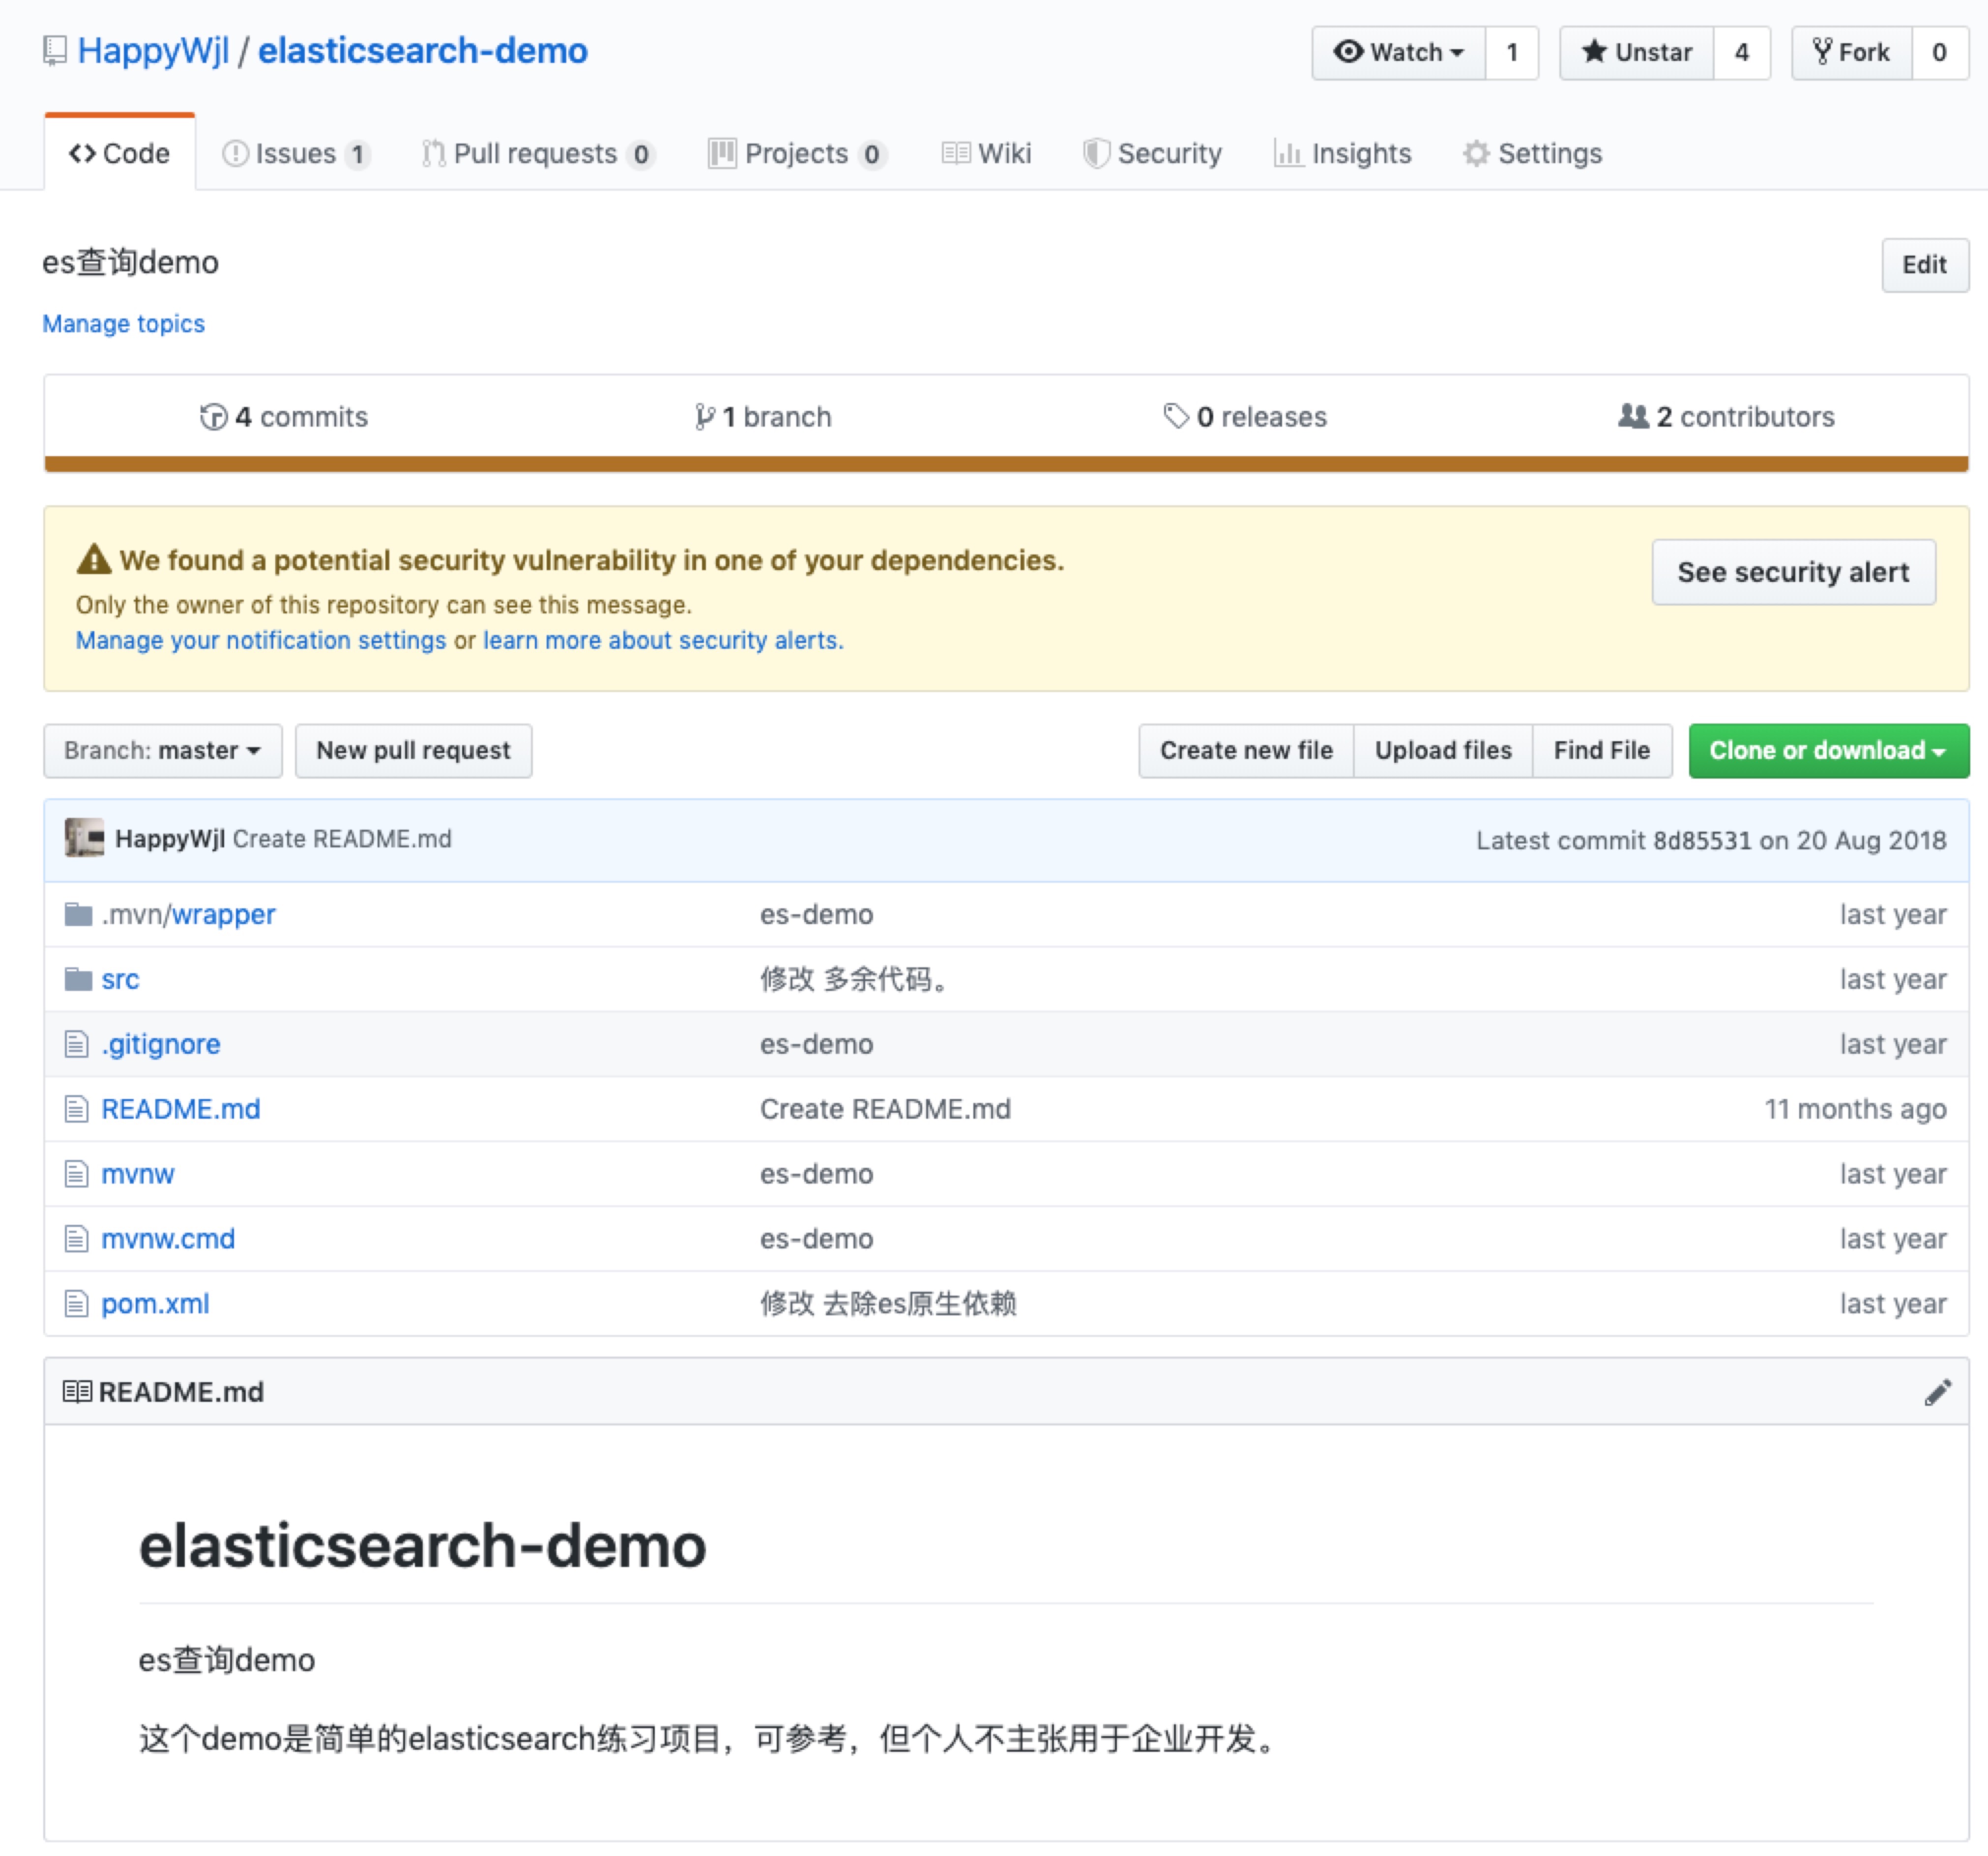 HappyWjl / elasticsearch-demo
Watch 1 Unstar 4 Fork 0
Code Issues 1 Pull requests 0 Projects 0 Wiki Security Insights Settings
es查询demo
Edit
Manage topics
4 commits 1 branch 0 releases 2 contributors
We found a potential security vulnerability in one of your dependencies.
See security alert
Only the owner of this repository can see this message.
Manage your notification settings or learn more about security alerts.
Branch: master New pull request Create new file Upload files Find File Clone or download
HappyWjl Create README.md Latest commit 8d85531 on 20 Aug 2018
.mvn/wrapper es-demo last year
src 修改 多余代码。 last year
.gitignore es-demo last year
README.md Create README.md 11 months ago
mvnw es-demo last year
mvnw.cmd es-demo last year
pom.xml 修改 去除es原生依赖 last year
README.md
elasticsearch-demo
es查询demo
这个demo是简单的elasticsearch练习项目，可参考，但个人不主张用于企业开发。